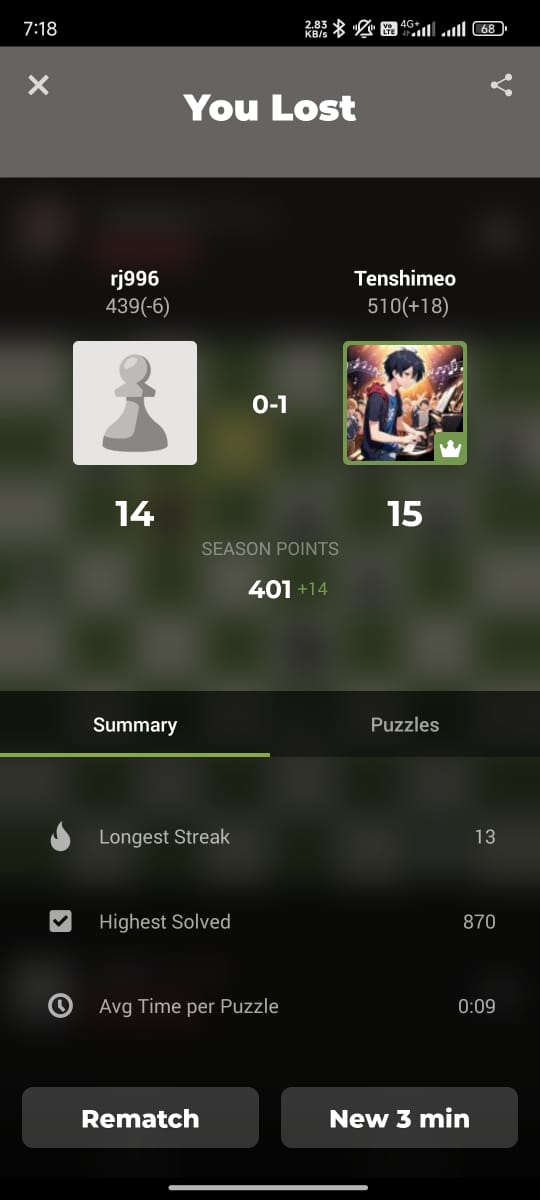 7:18
2.83
KB/s
Vo
LTE
4G+
68
You Lost
rj996
Tenshimeo
439(-6)
510(+18)
0-1
14
15
SEASON POINTS
401 +14
Summary
Puzzles
Longest Streak
13
Highest Solved
870
Avg Time per Puzzle
0:09
Rematch
New 3 min